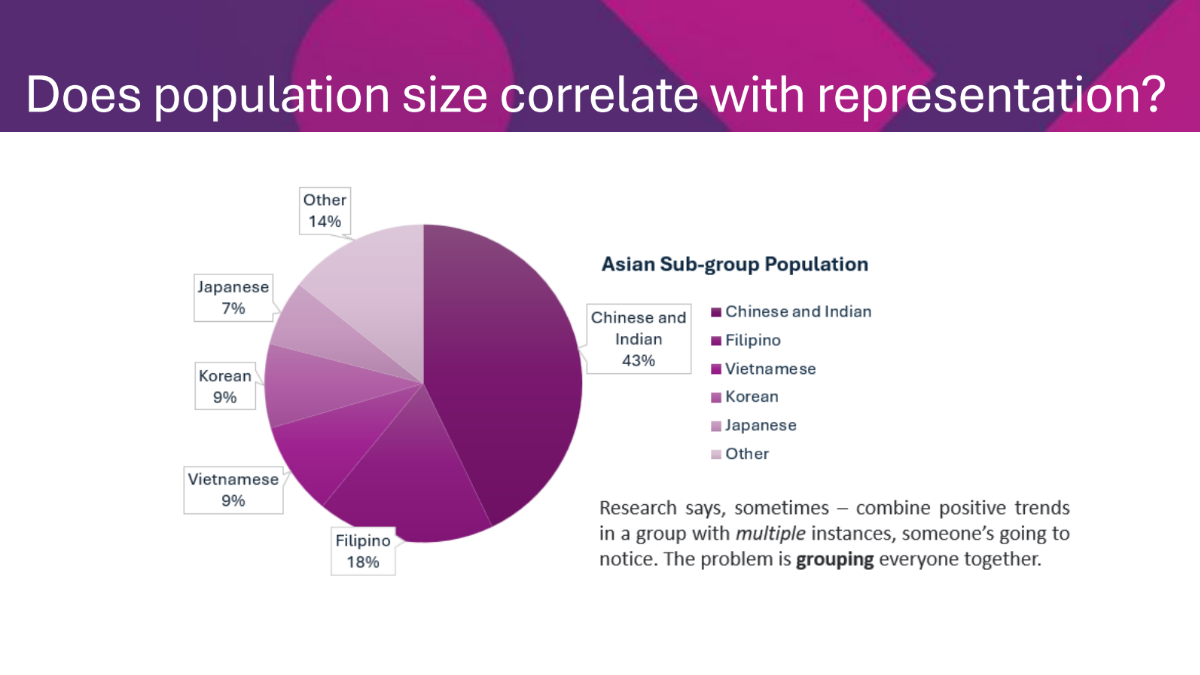 Does population size correlate with representation?
Other
14%
Japanese
7%
Korean
9%
Vietnamese
9%
Filipino
18%
Chinese and
Indian
43%
Asian Sub-group Population
Chinese and Indian
Filipino
Vietnamese
Korean
Japanese
Other
Research says, sometimes – combine positive trends
in a group with multiple instances, someone’s going to
notice. The problem is grouping everyone together.